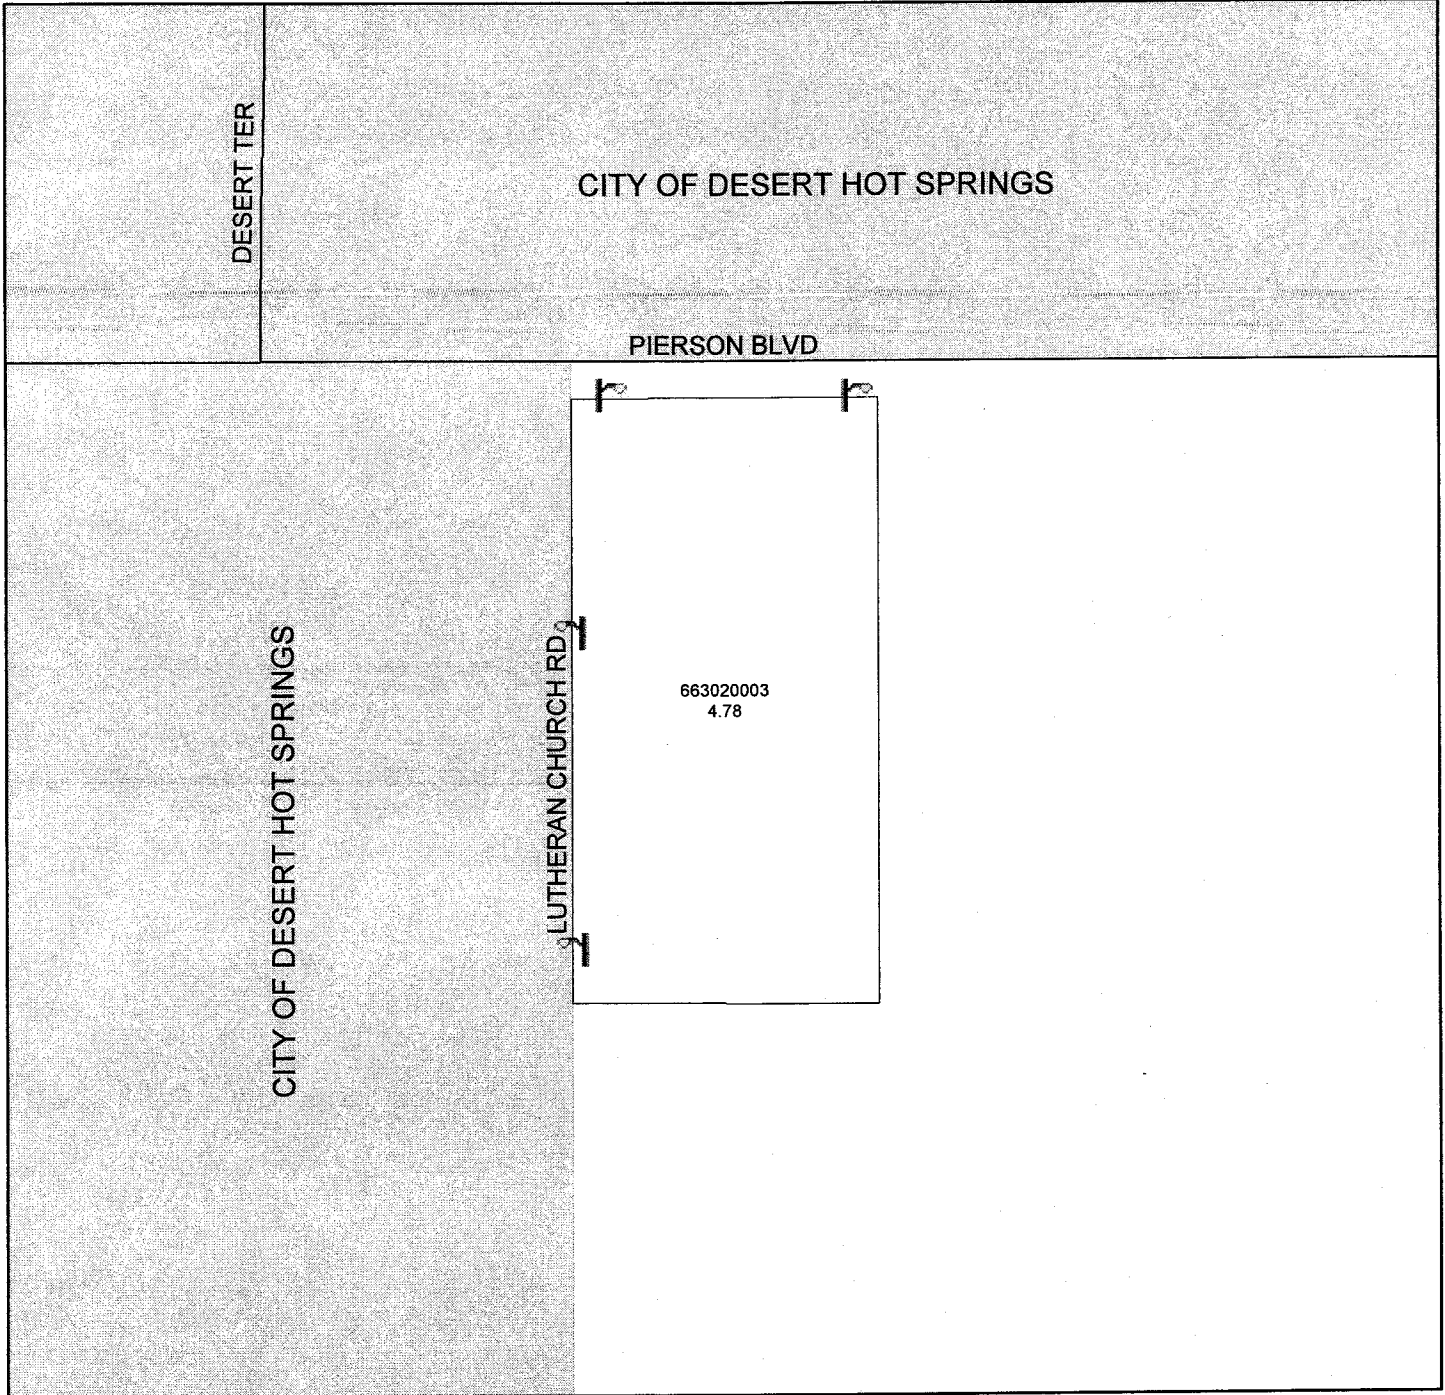 DESERT TER
CITY OF DESERT HOT SPRINGS
PIERSON BLVD
CITY OF DESERT HOT SPRINGS
LUTHERAN CHURCH RD
663020003
4.78